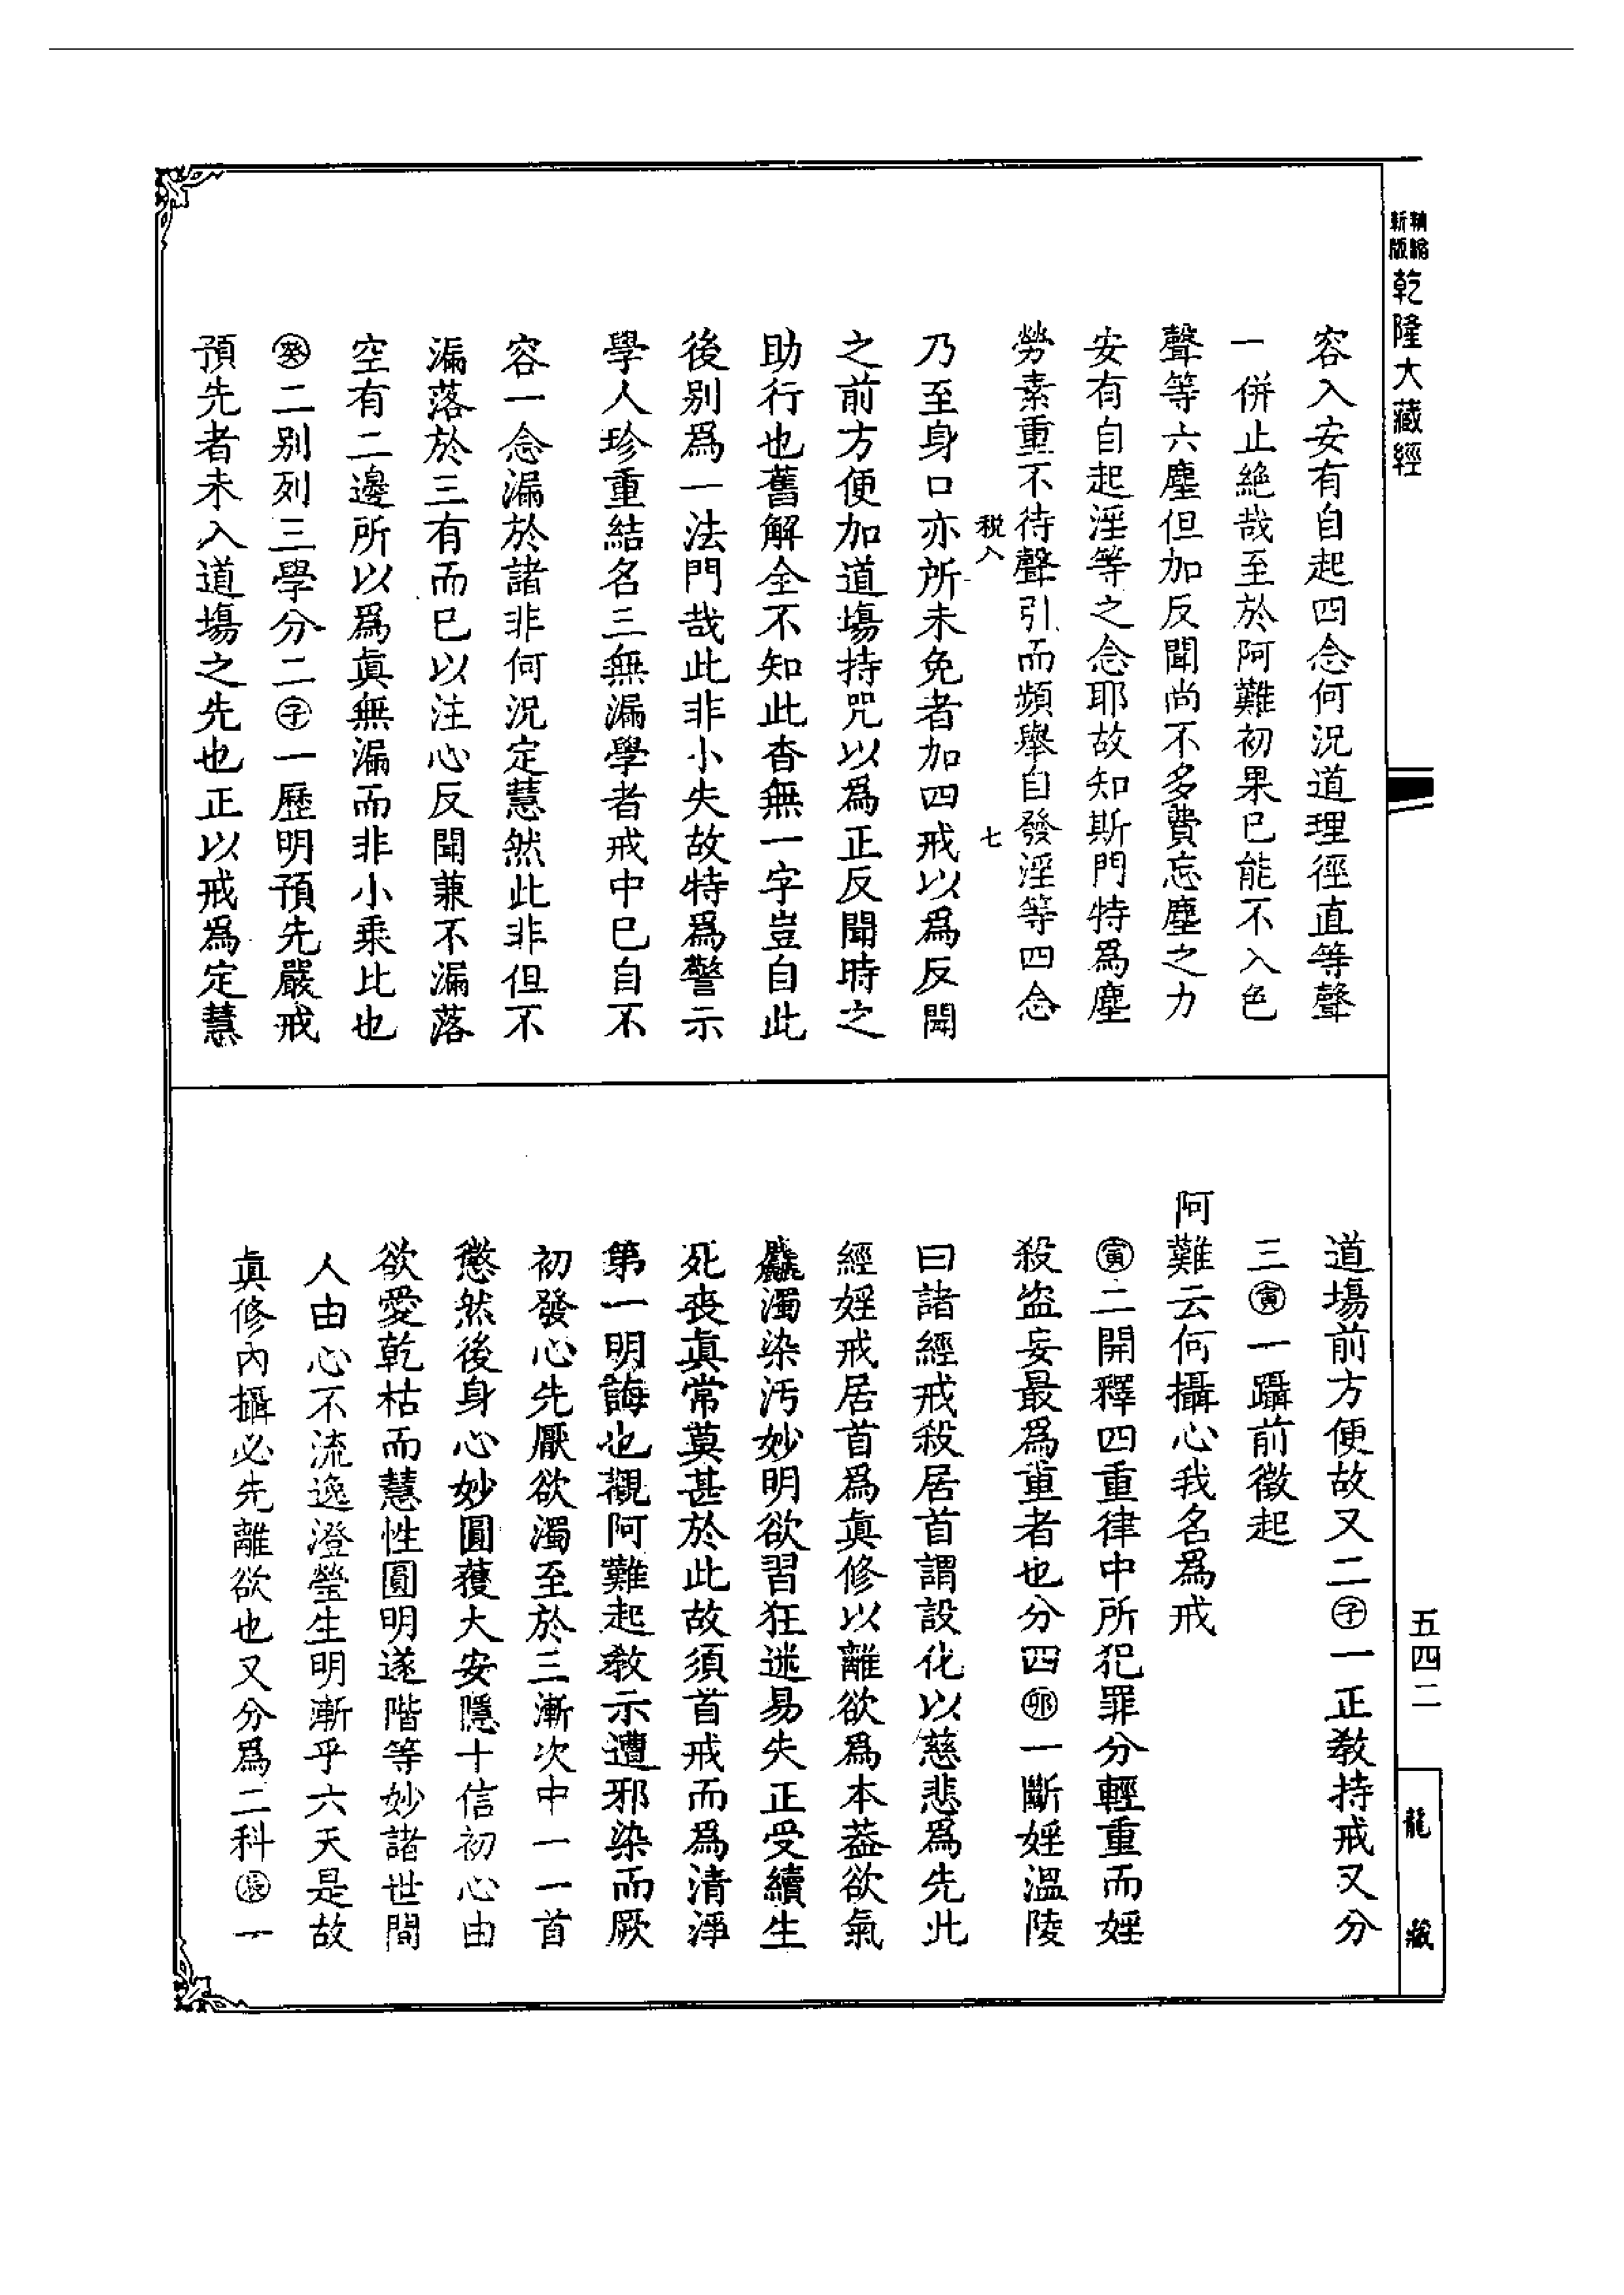 新版精縮
乾隆大藏經
五四二
龍藏
容入安有自起四念何況道理徑直等聲
一併止絶哉至於阿難初果已能不入色
聲等六塵但加反聞尚不多費忘塵之力
安有自起淫等之念耶故知斯門特爲塵
勞素重不待聲引而頻舉自發淫等四念
税八 七
乃至身口亦所未免者加四戒以爲反聞
之前方便加道塲持咒以爲正反聞時之
助行也舊解全不知此杳無一字豈自此
後别爲一法門哉此非小失故特爲警示
學人珍重結名三無漏學者戒中已自不
容一念漏於諸非何況定慧然此非但不
漏落於三有而已以注心反聞兼不漏落
空有二邊所以爲眞無漏而非小乘比也
㊋二别列三學分二㊊一歷明預先嚴戒
預先者未入道塲之先也正以戒爲定慧
道塲前方便故又二子一正教持戒又分
三寅一躡前徵起
阿難云何攝心我名爲戒
寅二開釋四重律中所犯罪分輕重而婬
殺盗妄最爲重者也分四卯一斷婬溫陵
曰諸經戒殺居首謂設化以慈悲爲先此
經婬戒居首爲眞修以離欲爲本葢欲氣
麤濁染汚妙明欲習狂迷易失正受續生
死喪眞常莫甚於此故須首戒而爲清淨
第一明誨也觀阿難起教示遭邪染而厥
初發心先厭欲濁至於三漸次中一一首
懲然後身心妙圓獲大安隱十信初心由
欲愛乾枯而慧性圓明遂階等妙諸世間
人由心不流逸澄瑩生明漸乎六天是故
眞修內攝必先離欲也又分爲二科辰一